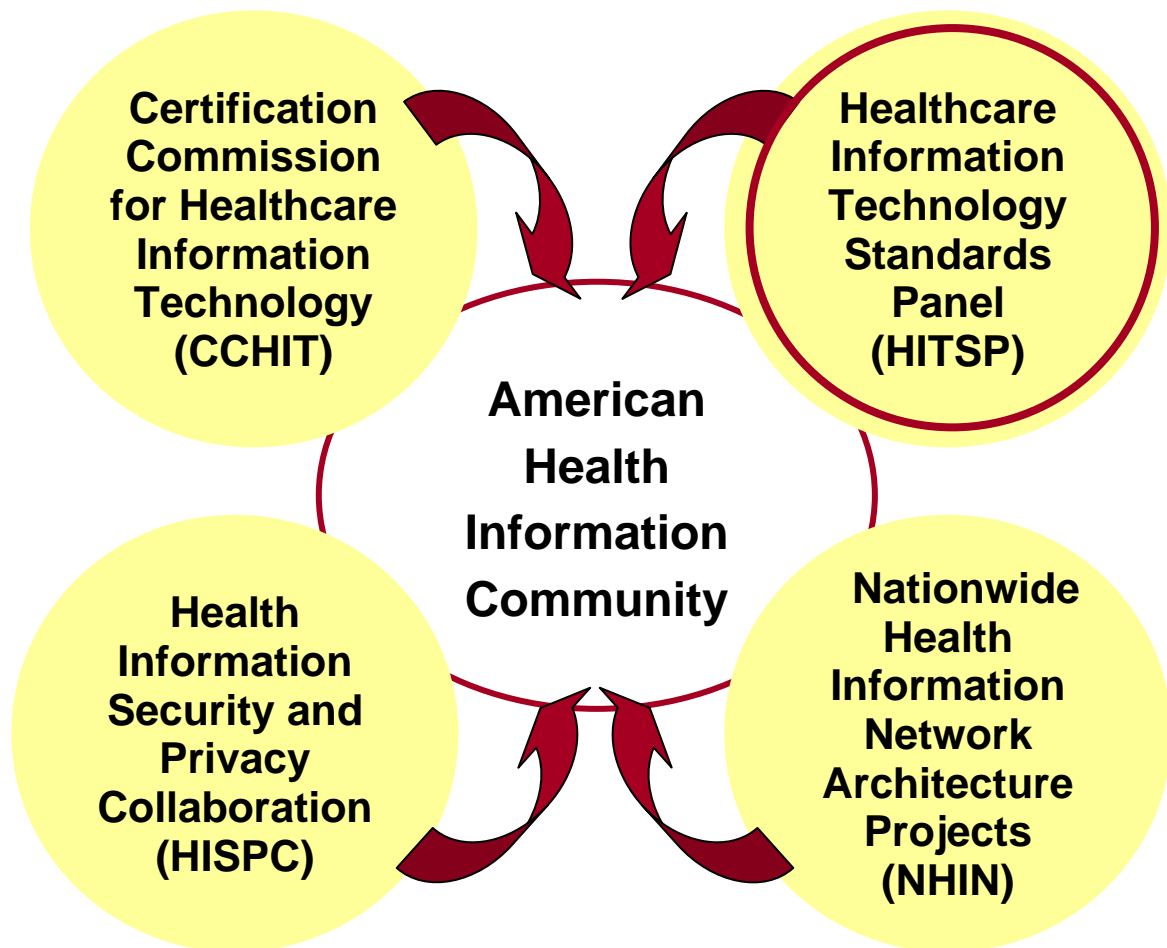 Certification
Commission
for Healthcare
Information
Technology
(CCHIT)
Healthcare
Information
Technology
Standards
Panel
(HITSP)
American
Health
Information
Community
Health
Information
Security and
Privacy
Collaboration
(HISPC)
Nationwide
Health
Information
Network
Architecture
Projects
(NHIN)